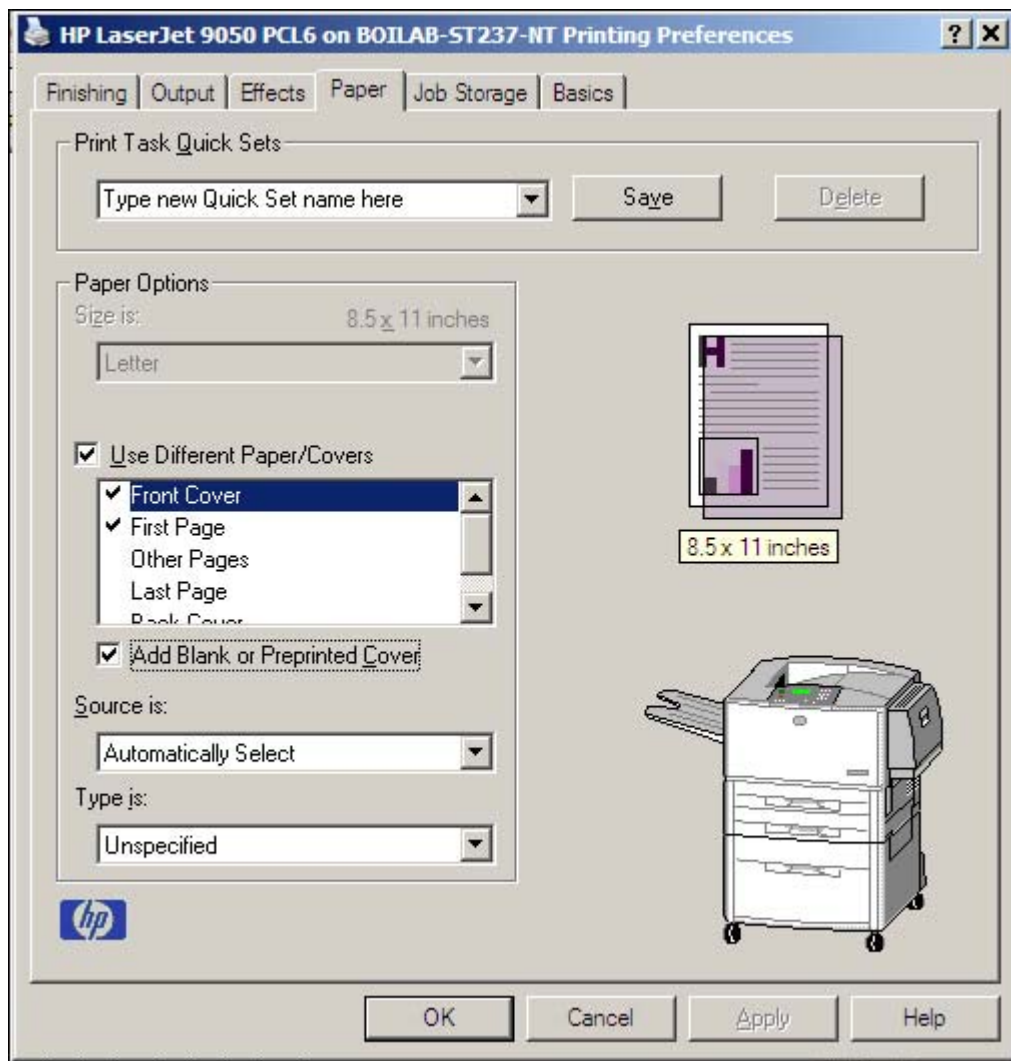 HP LaserJet 9050 PCL6 on BOILAB-ST237-NT Printing Preferences
Finishing Output Effects Paper Job Storage Basics
Print Task Quick Sets
Type new Quick Set name here Save Delete
Paper Options
Size is: 8.5 x 11 inches
Letter
Use Different Paper/Covers
Front Cover
First Page
Other Pages
Last Page
Back Cover
8.5 x 11 inches
Add Blank or Preprinted Cover
Source is:
Automatically Select
Type is:
Unspecified
hp
OK Cancel Apply Help